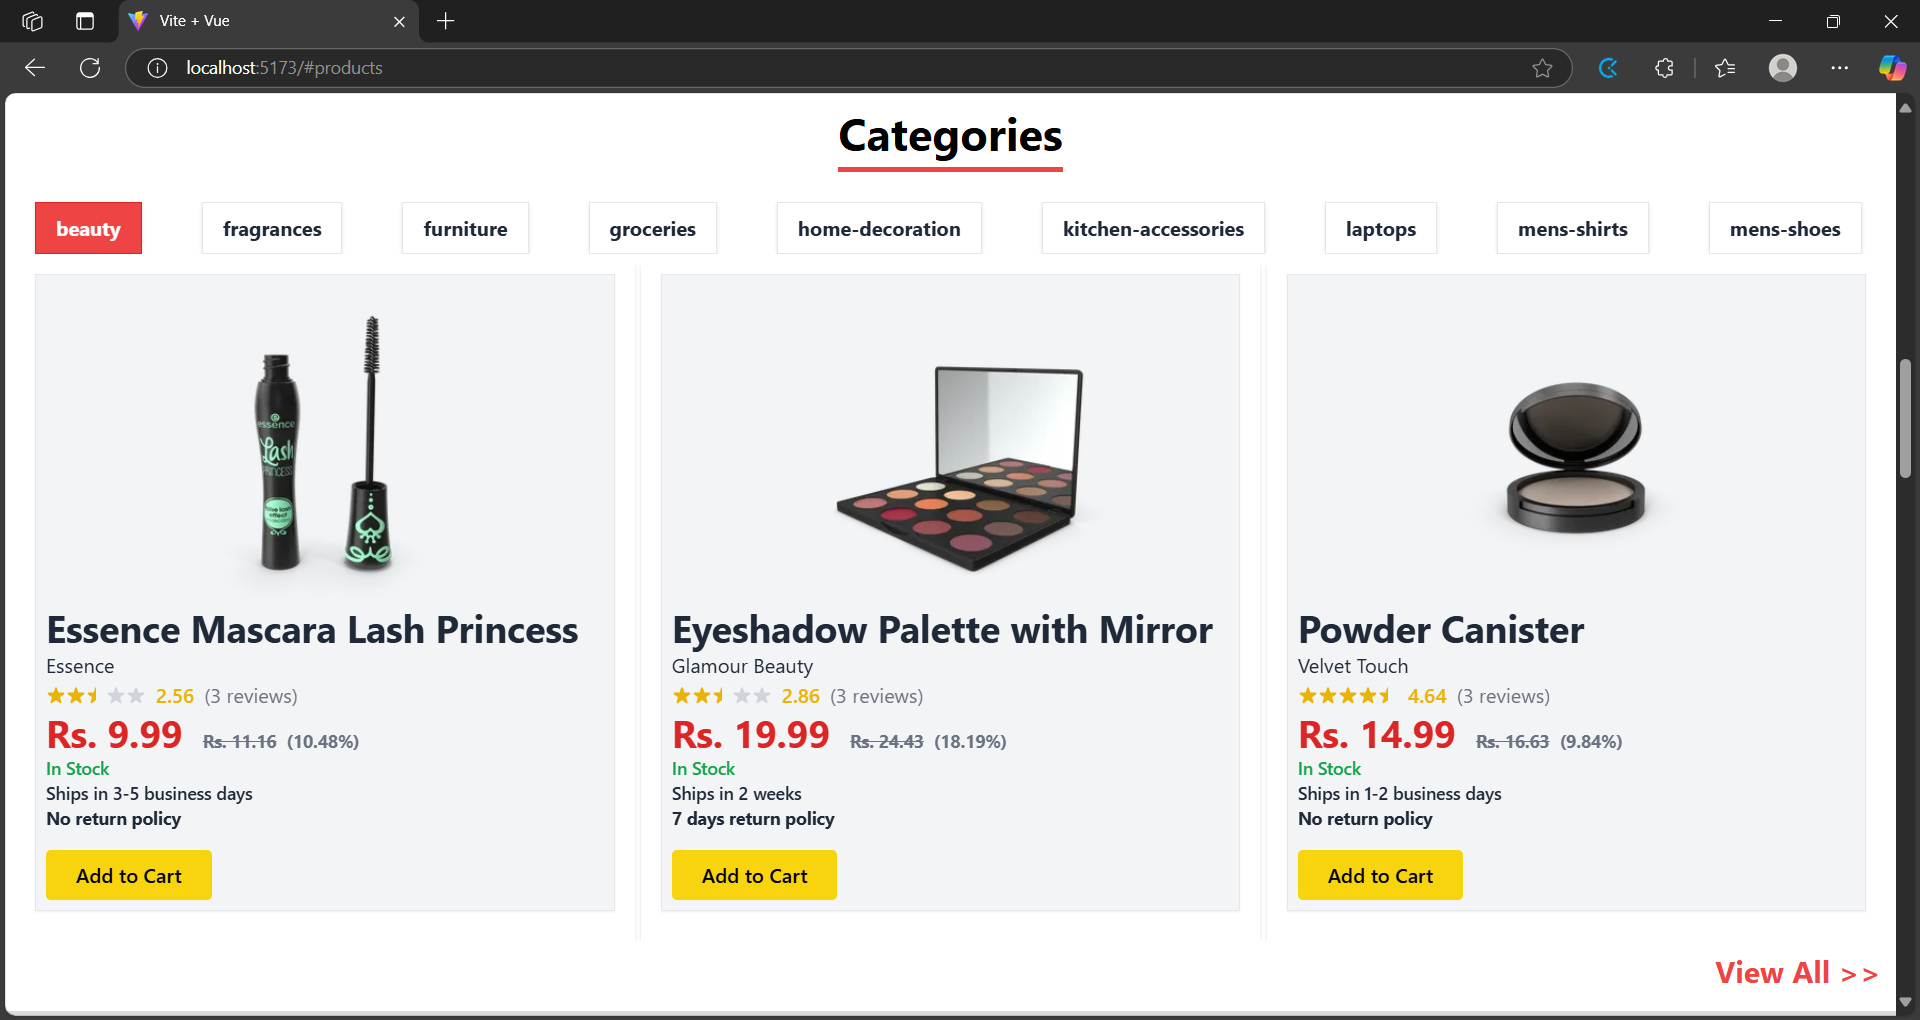 Vite + Vue
localhost:5173/#products
Categories
beauty
fragrances
furniture
groceries
home-decoration
kitchen-accessories
laptops
mens-shirts
mens-shoes
essence
Lash
PRINCESS
Essence Mascara Lash Princess
Essence
2.56 (3 reviews)
Rs. 9.99 Rs. 11.16 (10.48%)
In Stock
Ships in 3-5 business days
No return policy
Add to Cart
Eyeshadow Palette with Mirror
Glamour Beauty
2.86 (3 reviews)
Rs. 19.99 Rs. 24.43 (18.19%)
In Stock
Ships in 2 weeks
7 days return policy
Add to Cart
Powder Canister
Velvet Touch
4.64 (3 reviews)
Rs. 14.99 Rs. 16.63 (9.84%)
In Stock
Ships in 1-2 business days
No return policy
Add to Cart
View All >>